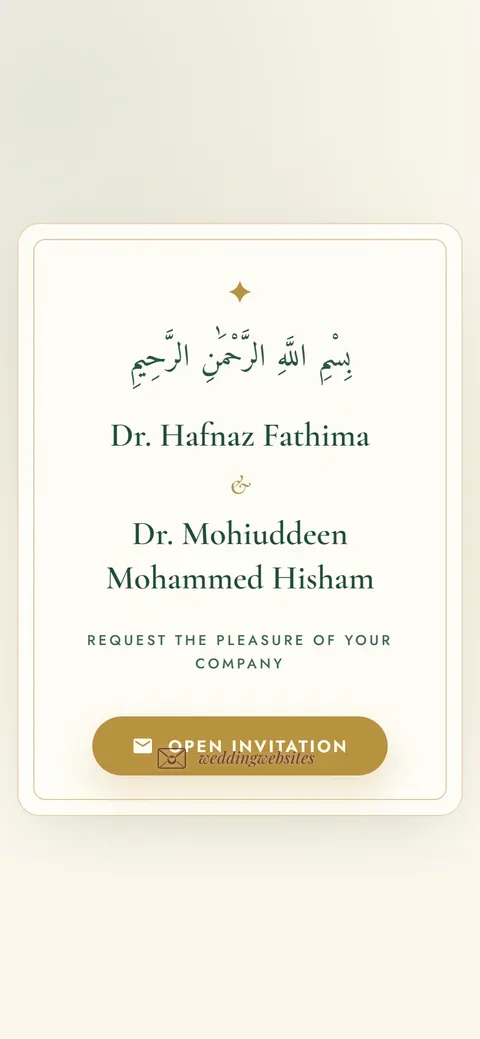 بِسْمِ اللَّهِ الرَّحْمَٰنِ الرَّحِيمِ
Dr. Hafnaz Fathima
&
Dr. Mohiuddeen
Mohammed Hisham
REQUEST THE PLEASURE OF YOUR
COMPANY
OPEN INVITATION
weddingwebsites